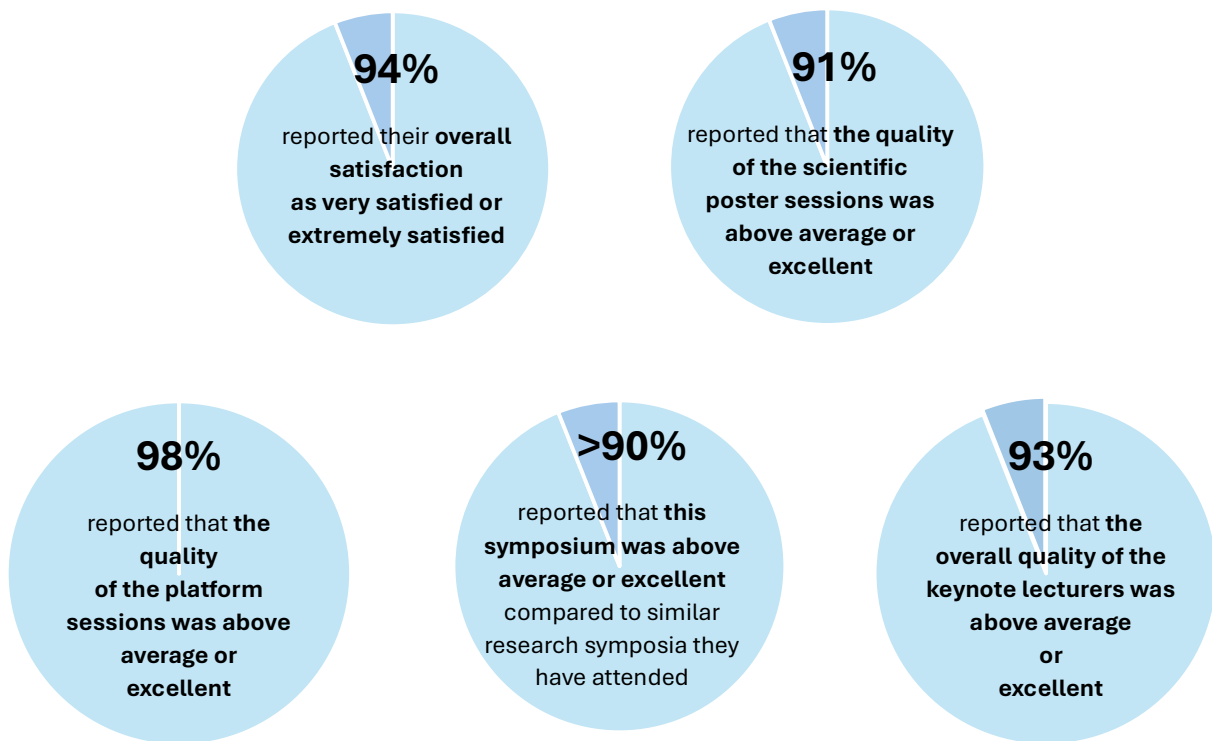 94%
reported their overall
satisfaction
as very satisfied or
extremely satisfied
91%
reported that the quality
of the scientific
poster sessions was
above average or
excellent
98%
reported that the
quality
of the platform
sessions was above
average or
excellent
>90%
reported that this
symposium was above
average or excellent
compared to similar
research symposia they
have attended
93%
reported that the
overall quality of the
keynote lecturers was
above average
or
excellent